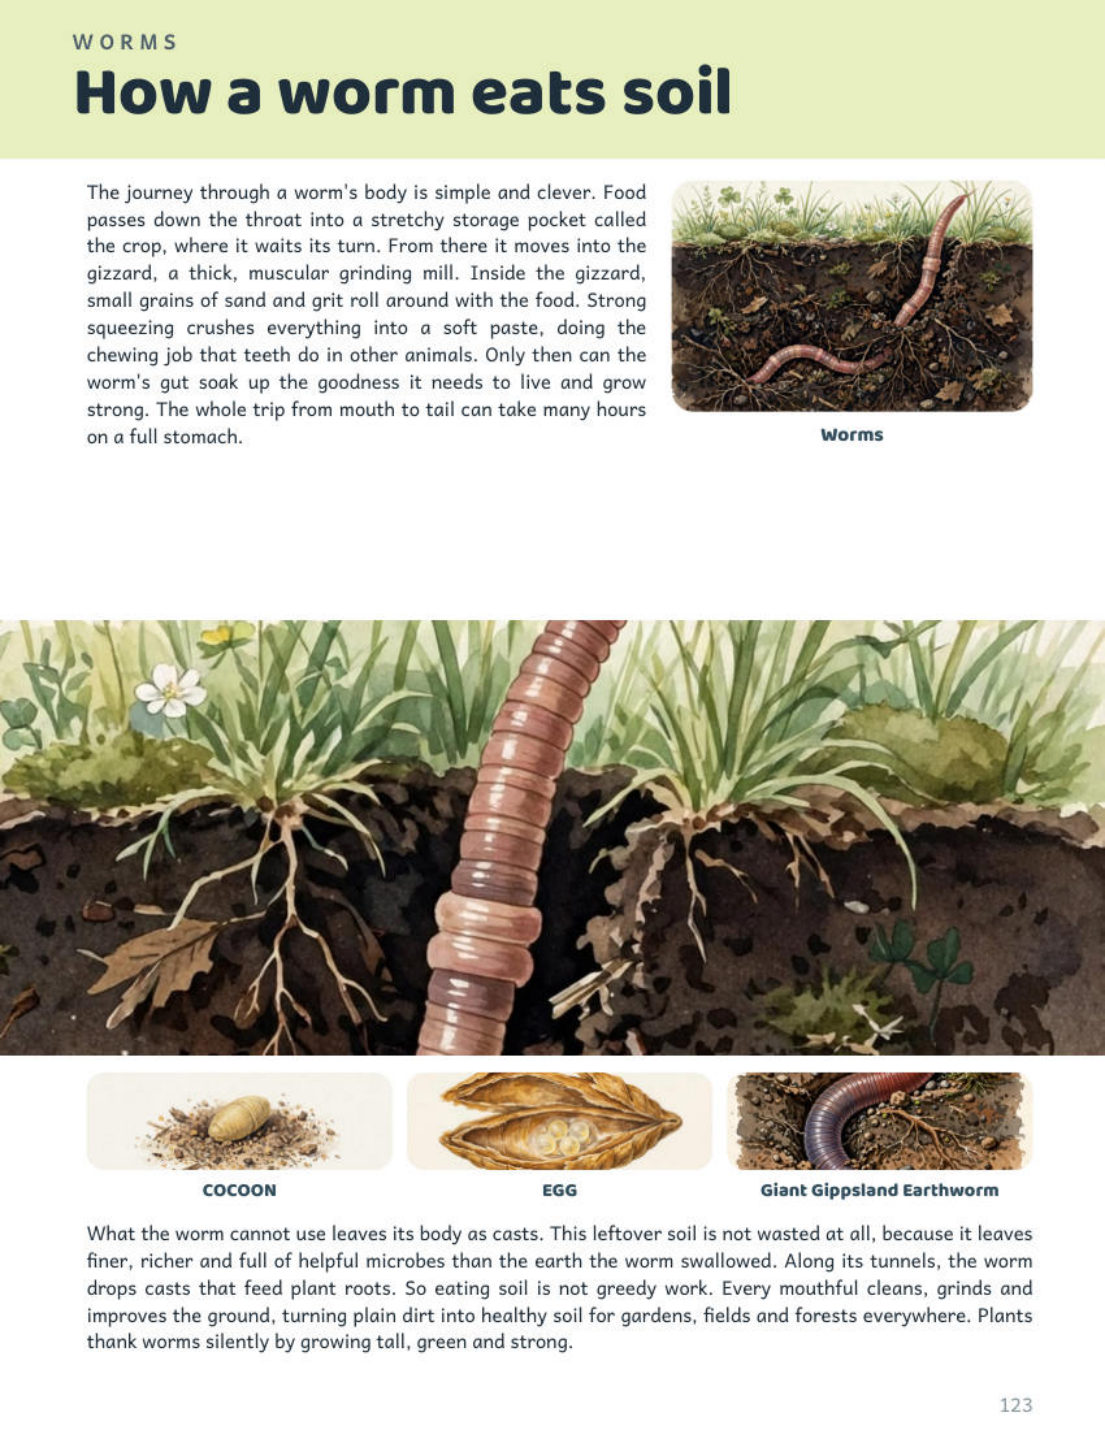 WORMS
How a worm eats soil
The journey through a worm's body is simple and clever. Food
passes down the throat into a stretchy storage pocket called
the crop, where it waits its turn. From there it moves into the
gizzard, a thick, muscular grinding mill. Inside the gizzard,
small grains of sand and grit roll around with the food. Strong
squeezing crushes everything into a soft paste, doing the
chewing job that teeth do in other animals. Only then can the
worm's gut soak up the goodness it needs to live and grow
strong. The whole trip from mouth to tail can take many hours
on a full stomach.
Worms
COCOON
EGG
Giant Gippsland Earthworm
What the worm cannot use leaves its body as casts. This leftover soil is not wasted at all, because it leaves
finer, richer and full of helpful microbes than the earth the worm swallowed. Along its tunnels, the worm
drops casts that feed plant roots. So eating soil is not greedy work. Every mouthful cleans, grinds and
improves the ground, turning plain dirt into healthy soil for gardens, fields and forests everywhere. Plants
thank worms silently by growing tall, green and strong.
123